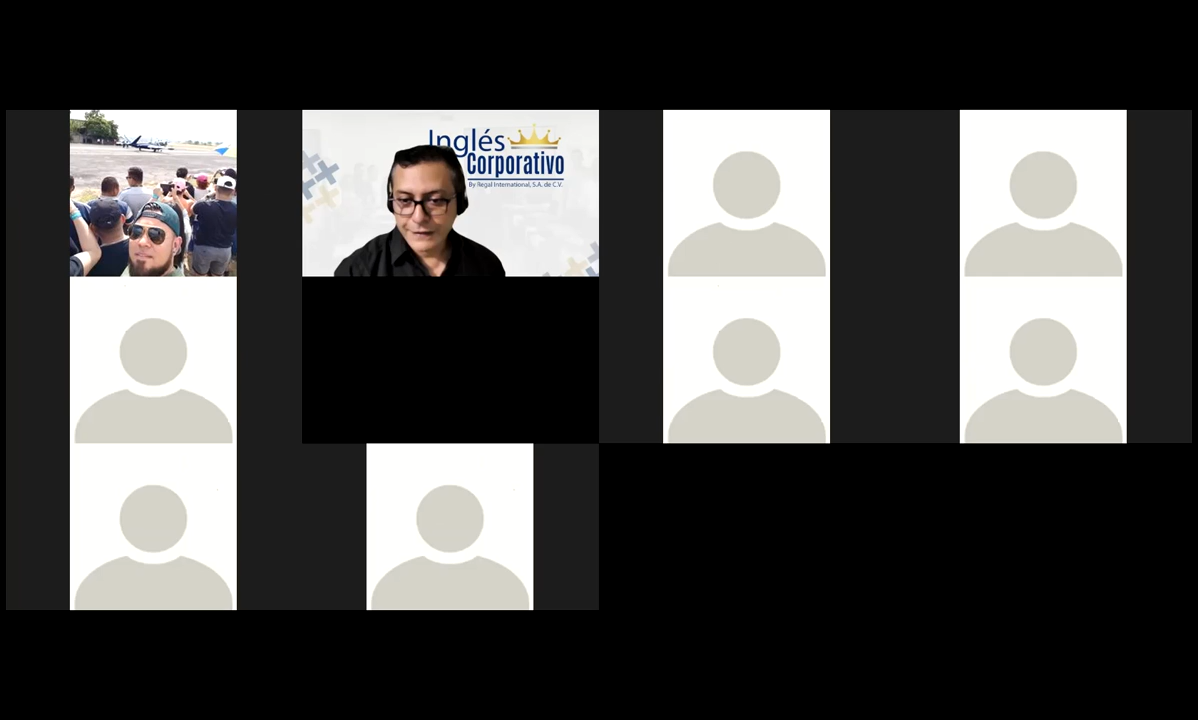 Inglés
Corporativo
By Regal International, S.A. de C.V.